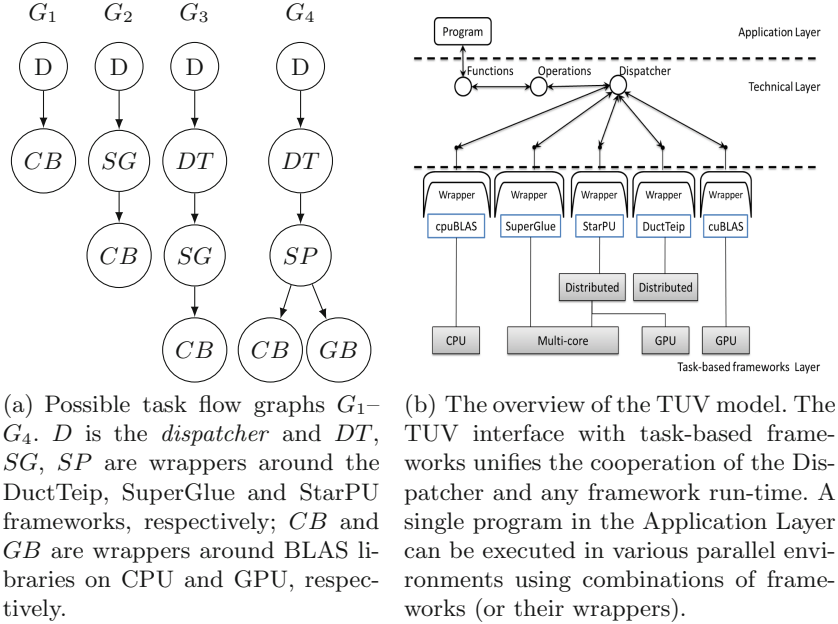 G1 G2 G3 G4
D D D D
CB SG DT DT
CB SG SP
CB CB GB
(a) Possible task flow graphs G1–
G4. D is the dispatcher and DT,
SG, SP are wrappers around the
DuctTeip, SuperGlue and StarPU
frameworks, respectively; CB and
GB are wrappers around BLAS li-
braries on CPU and GPU, respec-
tively.
Program
Application Layer
Functions Operations Dispatcher
Technical Layer
Wrapper Wrapper Wrapper Wrapper Wrapper
cpuBLAS SuperGlue StarPU DuctTeip cuBLAS
Distributed Distributed
CPU Multi-core GPU GPU
Task-based frameworks Layer
(b) The overview of the TUV model. The
TUV interface with task-based frame-
works unifies the cooperation of the Dis-
patcher and any framework run-time. A
single program in the Application Layer
can be executed in various parallel envi-
ronments using combinations of frame-
works (or their wrappers).